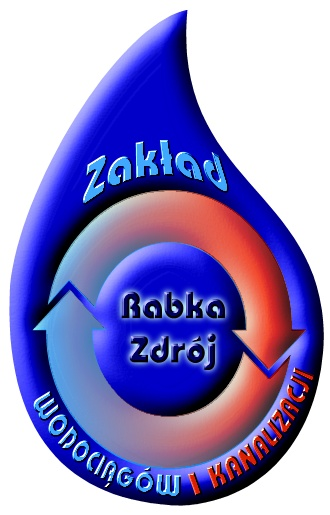 Zakład
Rabka
Zdrój
WODOCIĄGÓW I KANALIZACJI